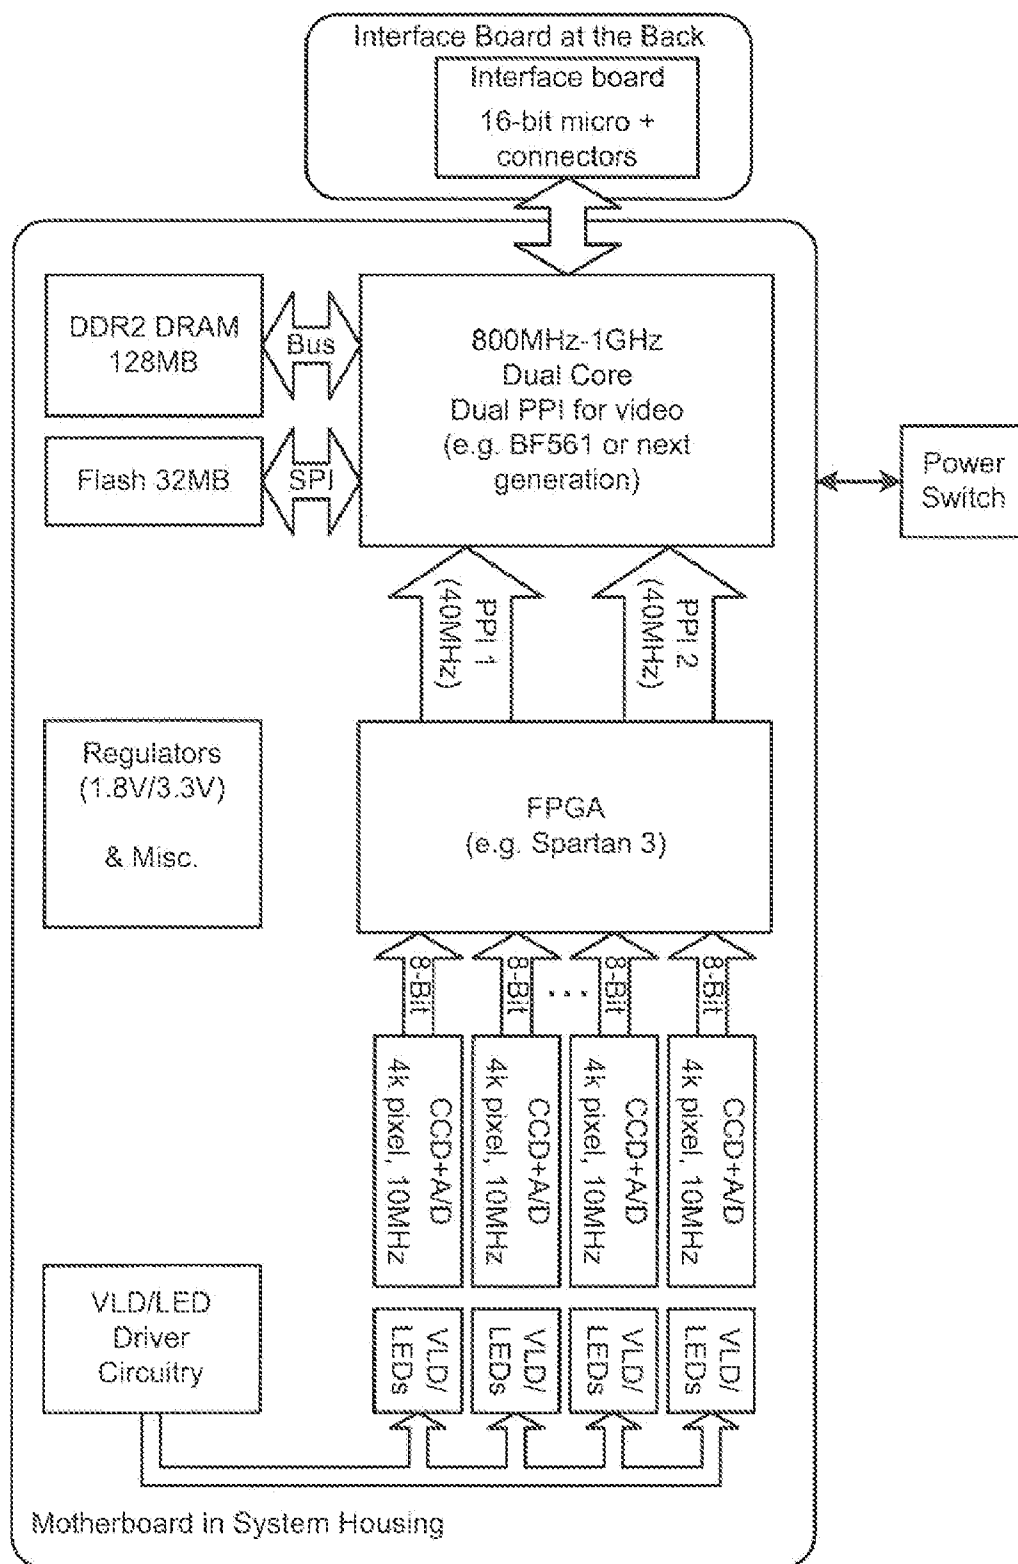 Interface Board at the Back
Interface board
16-bit micro +
connectors
DDR2 DRAM
128MB
Bus
800MHz-1GHz
Dual Core
Dual PPI for video
(e.g. BF561 or next
generation)
Flash 32MB
SPI
Power
Switch
PPI 1
(40MHz)
PPI 2
(40MHz)
Regulators
(1.8V/3.3V)
& Misc.
FPGA
(e.g. Spartan 3)
8-Bit
8-Bit
...
8-Bit
8-Bit
CCD+A/D
4k pixel, 10MHz
CCD+A/D
4k pixel, 10MHz
CCD+A/D
4k pixel, 10MHz
CCD+A/D
4k pixel, 10MHz
VLD/LED
Driver
Circuitry
VLD/
LEDs
VLD/
LEDs
VLD/
LEDs
VLD/
LEDs
Motherboard in System Housing